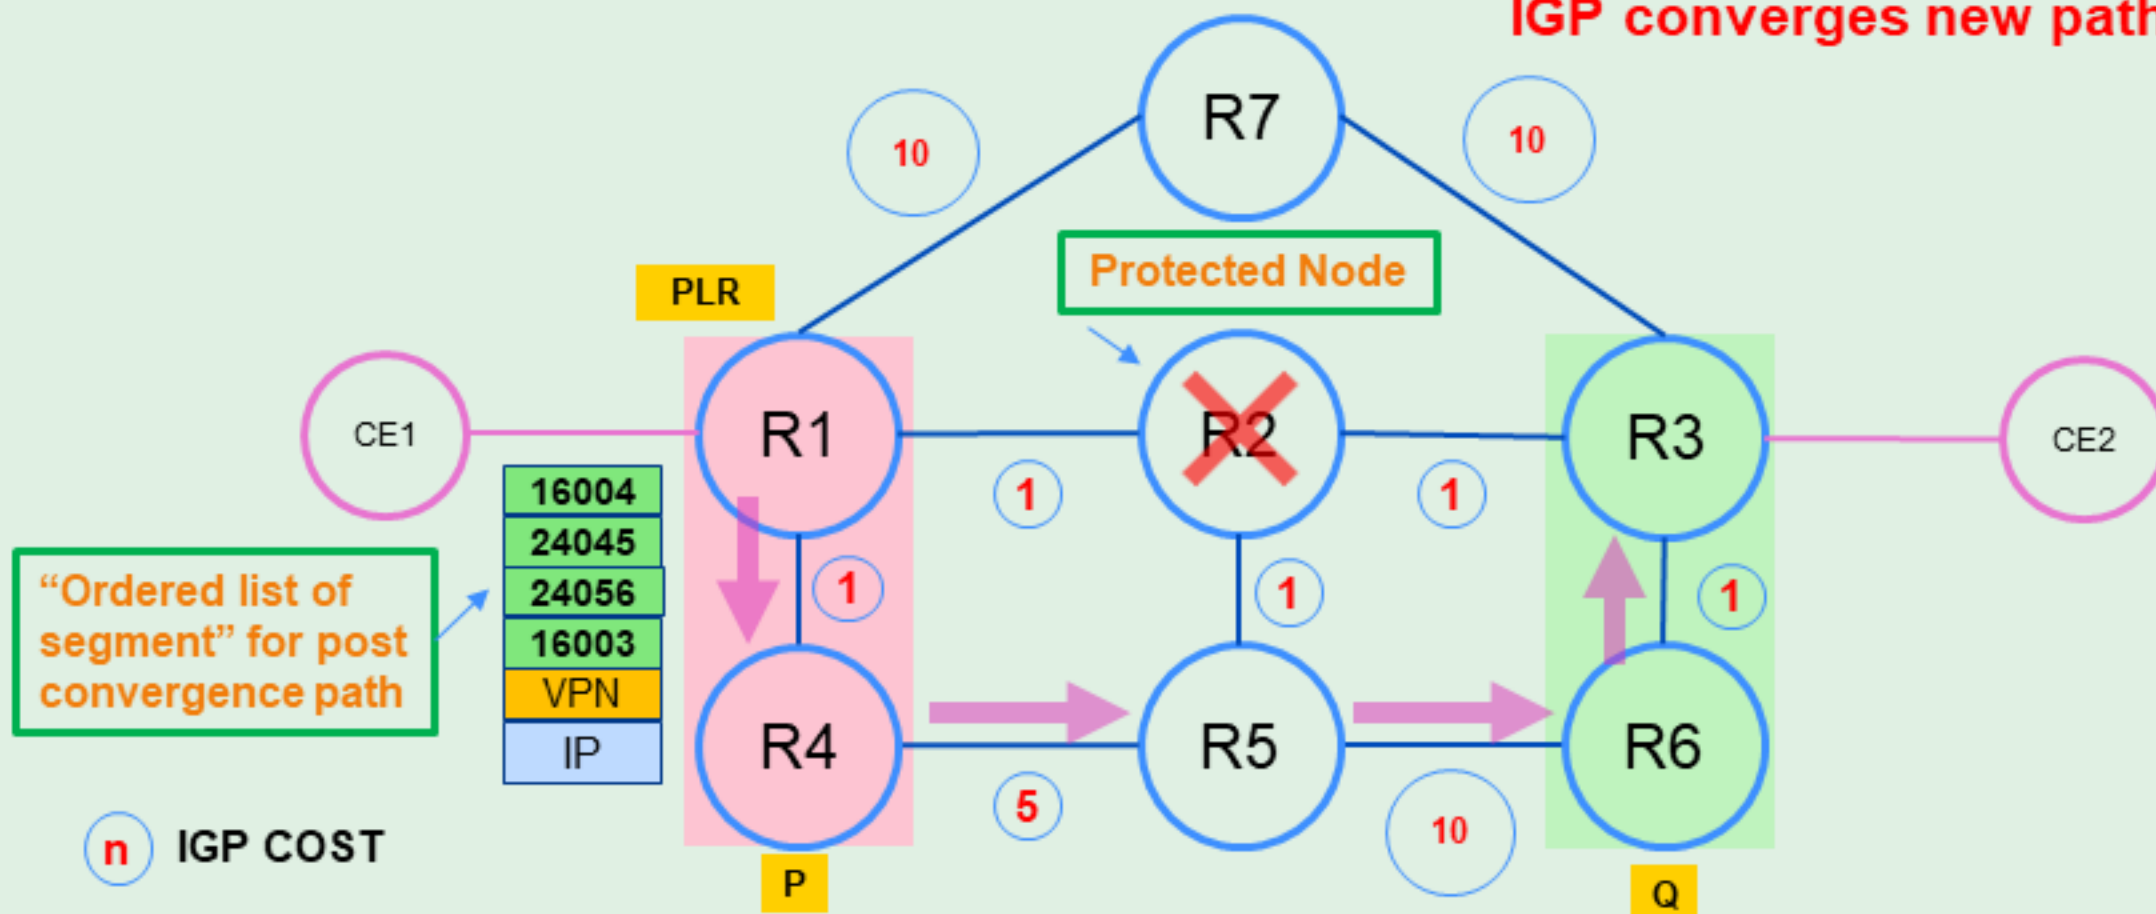 IGP converges new path
R7
10
10
Protected Node
PLR
CE1
R1
R2
R3
CE2
1
1
16004
24045
24056
16003
VPN
IP
“Ordered list of
segment” for post
convergence path
1
1
1
R4
R5
R6
5
10
n IGP COST
P
Q